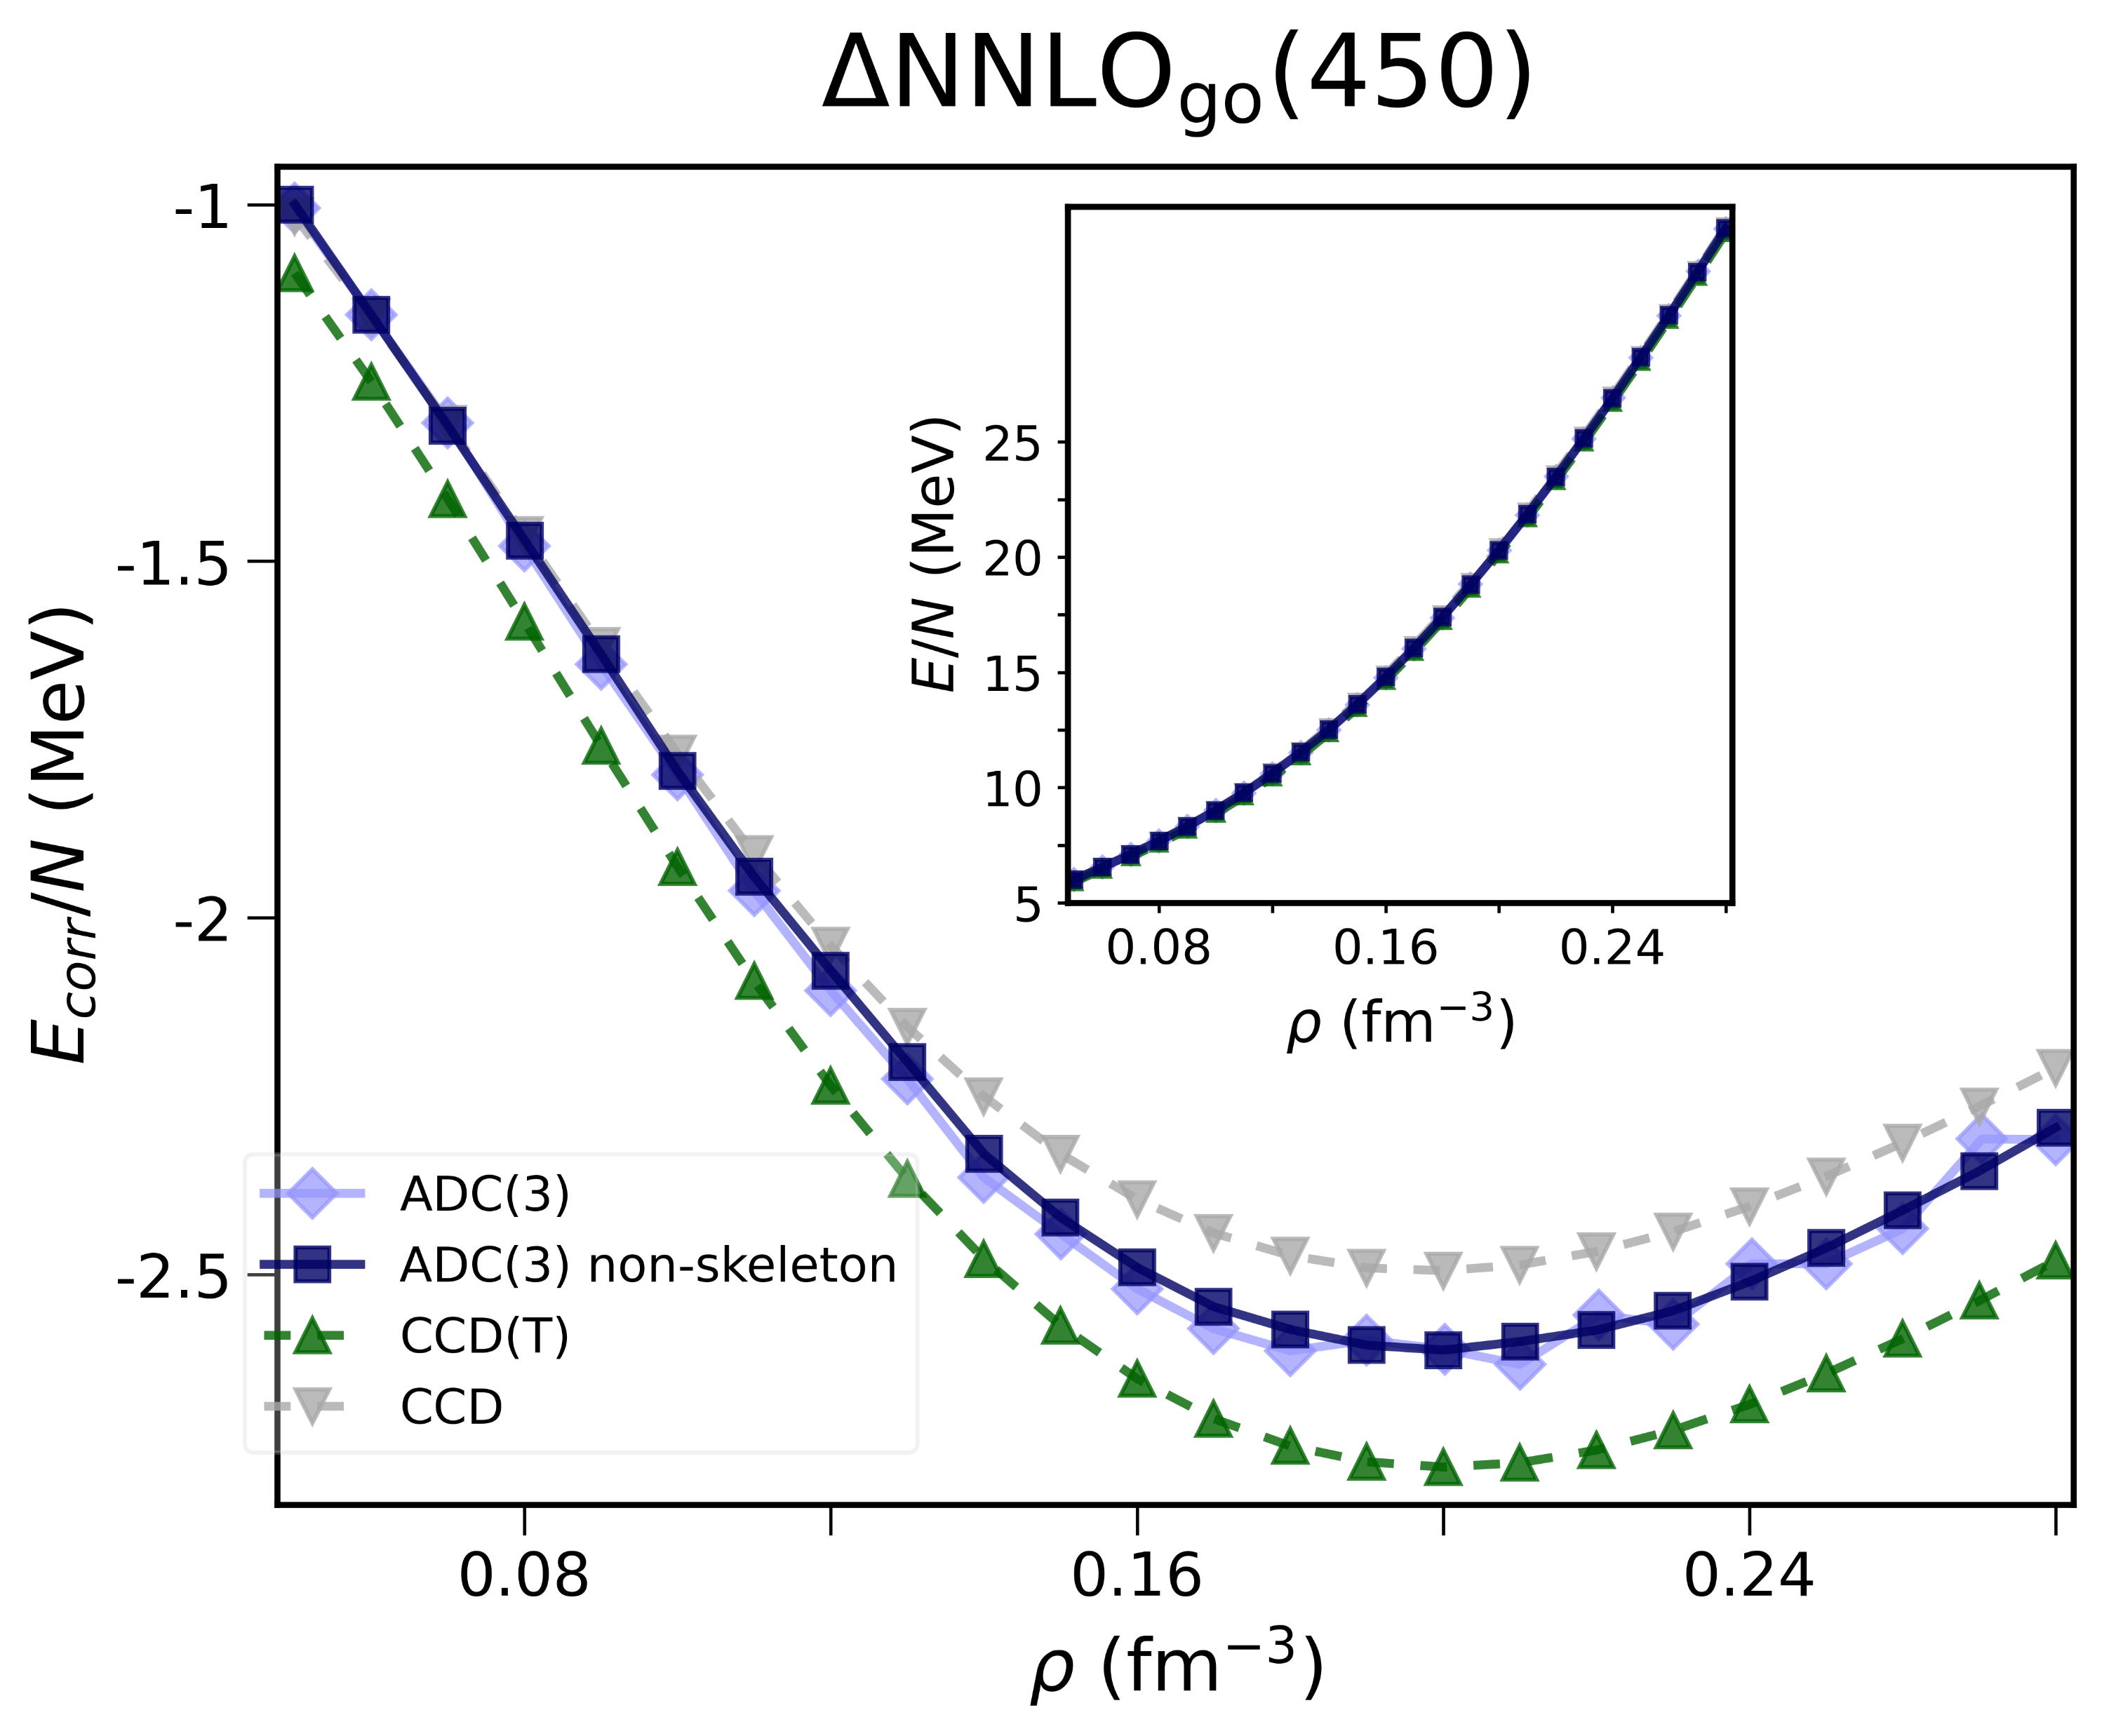 ΔNNLO_go(450)
E_corr/N (MeV)
-1
-1.5
-2
-2.5
E/N (MeV)
25
20
15
10
5
0.08 0.16 0.24
ρ (fm⁻³)
ADC(3)
ADC(3) non-skeleton
CCD(T)
CCD
0.08 0.16 0.24
ρ (fm⁻³)